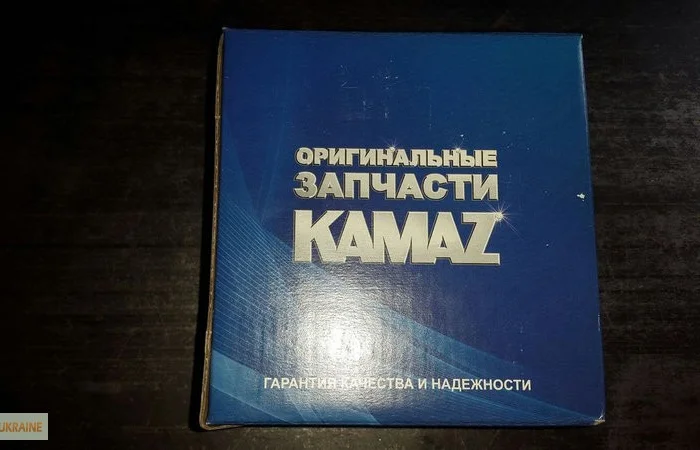 ОРИГИНАЛЬНЫЕ
ЗАПЧАСТИ
KAMAZ
ГАРАНТИЯ КАЧЕСТВА И НАДЕЖНОСТИ
UKRAINE